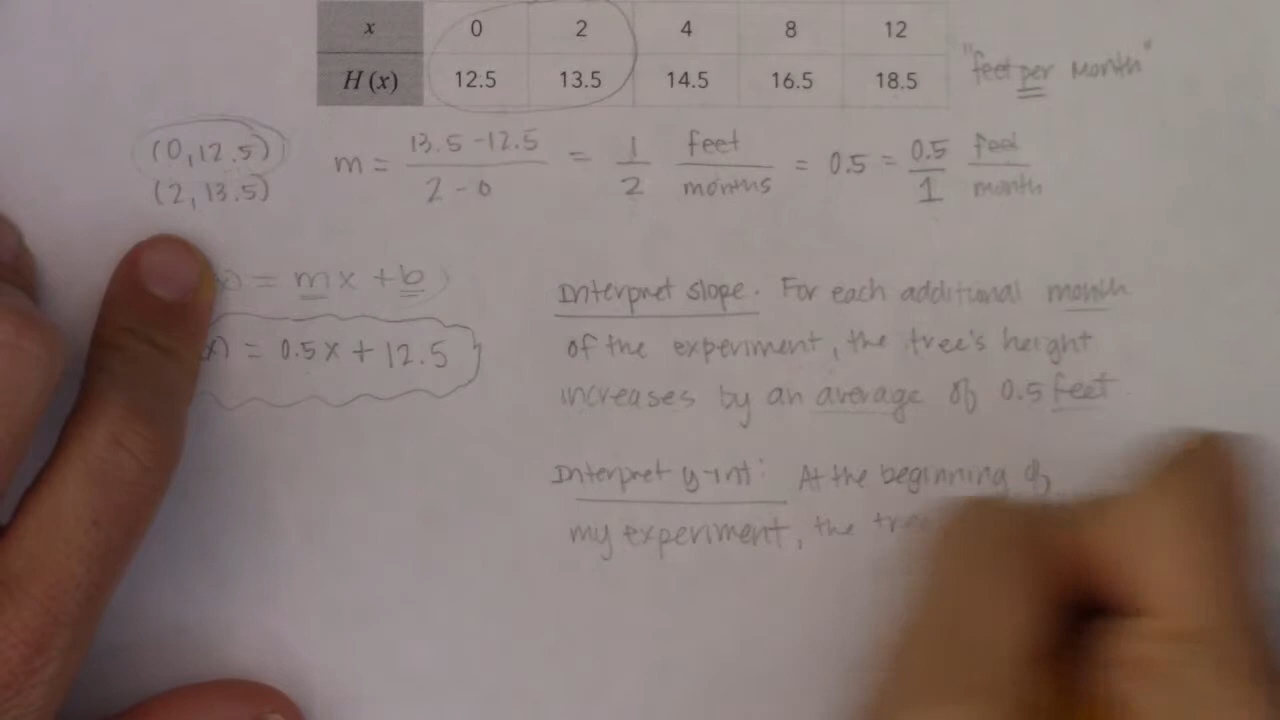 x 0 2 4 8 12
H(x) 12.5 13.5 14.5 16.5 18.5
"feet per month"
(0,12.5)
(2,13.5)
m = 13.5 -12.5 / 2 - 0 = 1/2 feet/months = 0.5 = 0.5/1 feet/month
) = mx + b
x) = 0.5x + 12.5
Interpret slope. For each additional month
of the experiment, the tree's height
increases by an average of 0.5 feet
Interpret y-int: At the beginning of
my experiment, the